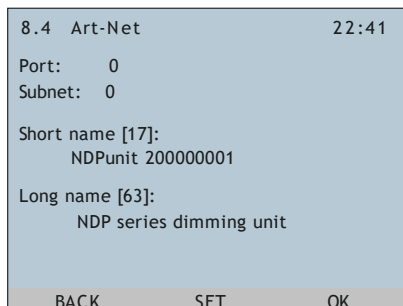 8.4 Art-Net 22:41
Port: 0
Subnet: 0
Short name [17]:
NDPunit 200000001
Long name [63]:
NDP series dimming unit
BACK SET OK